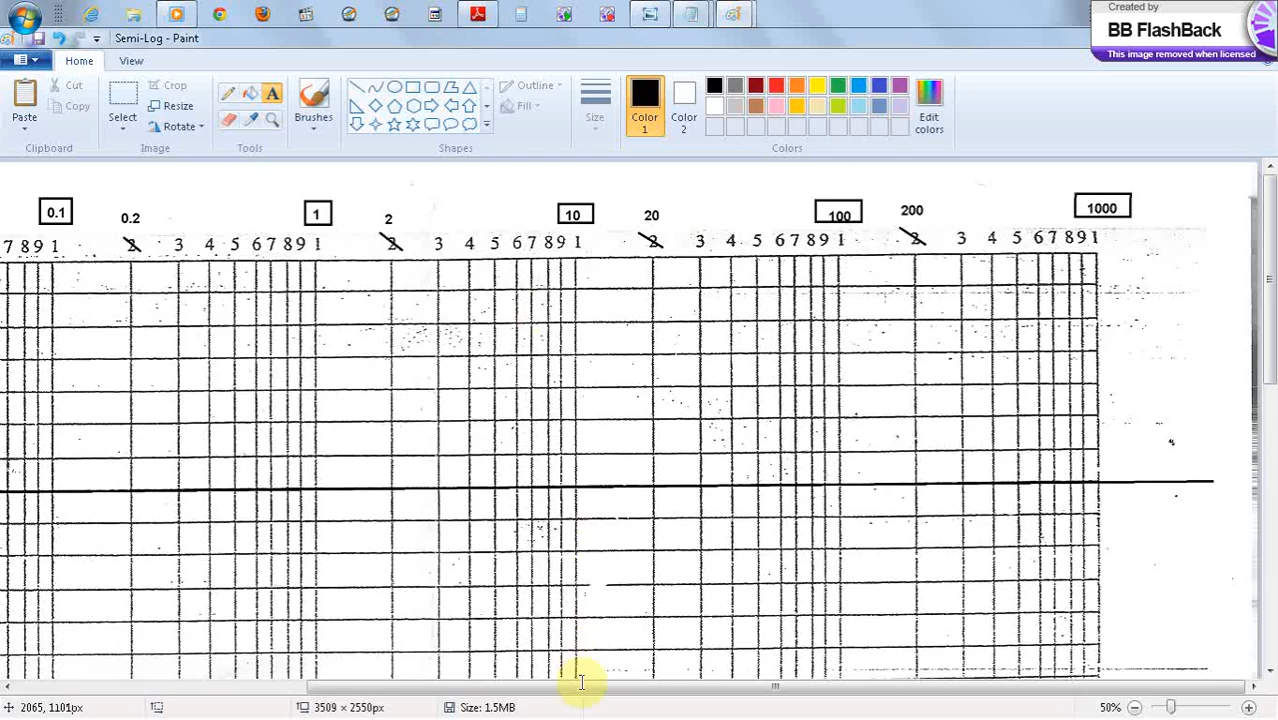 Created by
BB FlashBack
This image removed when licensed
Semi-Log - Paint
Home
View
Paste
Cut
Copy
Clipboard
Select
Crop
Resize
Rotate
Image
A
Tools
Brushes
Shapes
Outline
Fill
Size
Color
1
Color
2
Colors
Edit
colors
0.1
0.2
1
2
10
20
100
200
1000
7 8 9 1 2 3 4 5 6 7 8 9 1 2 3 4 5 6 7 8 9 1 2 3 4 5 6 7 8 9 1 2 3 4 5 6 7 8 9 1
2065, 1101px
3509 × 2550px
Size: 1.5MB
50%